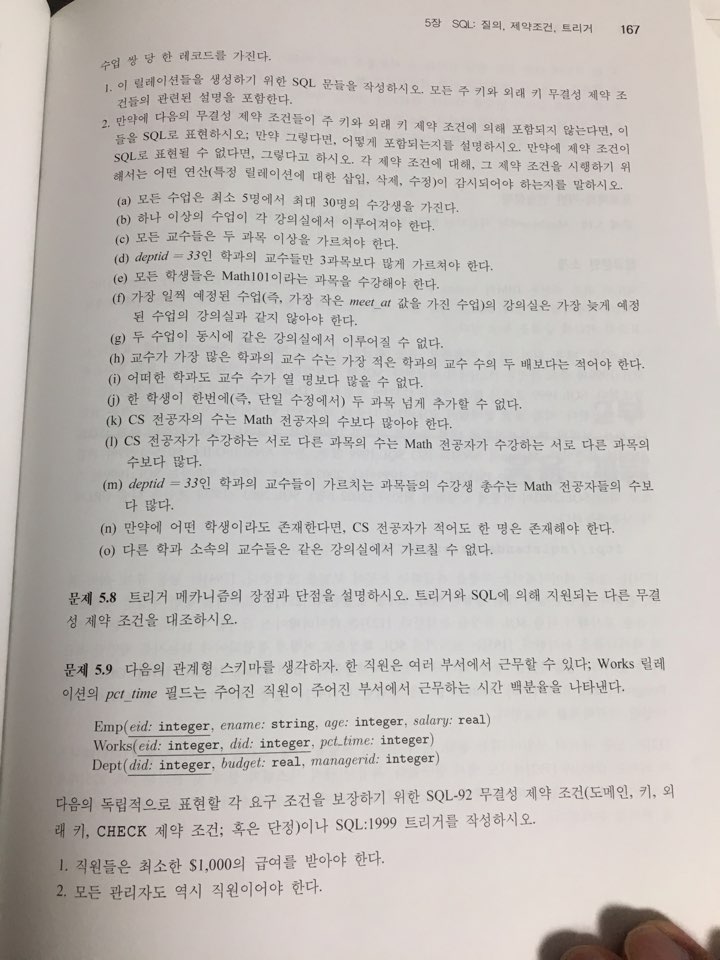 5장 SQL: 질의, 제약조건, 트리거 167
수업 쌍 당 한 레코드를 가진다.
1. 이 릴레이션들을 생성하기 위한 SQL 문들을 작성하시오. 모든 주 키와 외래 키 무결성 제약 조
건들의 관련된 설명을 포함한다.
2. 만약에 다음의 무결성 제약 조건들이 주 키와 외래 키 제약 조건에 의해 포함되지 않는다면, 이
들을 SQL로 표현하시오; 만약 그렇다면, 어떻게 포함되는지를 설명하시오. 만약에 제약 조건이
SQL로 표현될 수 없다면, 그렇다고 하시오. 각 제약 조건에 대해, 그 제약 조건을 시행하기 위
해서는 어떤 연산(특정 릴레이션에 대한 삽입, 삭제, 수정)이 감시되어야 하는지를 말하시오.
(a) 모든 수업은 최소 5명에서 최대 30명의 수강생을 가진다.
(b) 하나 이상의 수업이 각 강의실에서 이루어져야 한다.
(c) 모든 교수들은 두 과목 이상을 가르쳐야 한다.
(d) deptid = 33인 학과의 교수들만 3과목보다 많게 가르쳐야 한다.
(e) 모든 학생들은 Math101이라는 과목을 수강해야 한다.
(f) 가장 일찍 예정된 수업(즉, 가장 작은 meet_at 값을 가진 수업)의 강의실은 가장 늦게 예정
된 수업의 강의실과 같지 않아야 한다.
(g) 두 수업이 동시에 같은 강의실에서 이루어질 수 없다.
(h) 교수가 가장 많은 학과의 교수 수는 가장 적은 학과의 교수 수의 두 배보다는 적어야 한다.
(i) 어떠한 학과도 교수 수가 열 명보다 많을 수 없다.
(j) 한 학생이 한번에(즉, 단일 수정에서) 두 과목 넘게 추가할 수 없다.
(k) CS 전공자의 수는 Math 전공자의 수보다 많아야 한다.
(l) CS 전공자가 수강하는 서로 다른 과목의 수는 Math 전공자가 수강하는 서로 다른 과목의
수보다 많다.
(m) deptid = 33인 학과의 교수들이 가르치는 과목들의 수강생 총수는 Math 전공자들의 수보
다 많다.
(n) 만약에 어떤 학생이라도 존재한다면, CS 전공자가 적어도 한 명은 존재해야 한다.
(o) 다른 학과 소속의 교수들은 같은 강의실에서 가르칠 수 없다.
문제 5.8 트리거 메카니즘의 장점과 단점을 설명하시오. 트리거와 SQL에 의해 지원되는 다른 무결
성 제약 조건을 대조하시오.
문제 5.9 다음의 관계형 스키마를 생각하자. 한 직원은 여러 부서에서 근무할 수 있다; Works 릴레
이션의 pct_time 필드는 주어진 직원이 주어진 부서에서 근무하는 시간 백분율을 나타낸다.
Emp(eid: integer, ename: string, age: integer, salary: real)
Works(eid: integer, did: integer, pct_time: integer)
Dept(did: integer, budget: real, managerid: integer)
다음의 독립적으로 표현할 각 요구 조건을 보장하기 위한 SQL-92 무결성 제약 조건(도메인, 키, 외
래 키, CHECK 제약 조건; 혹은 단정)이나 SQL:1999 트리거를 작성하시오.
1. 직원들은 최소한 $1,000의 급여를 받아야 한다.
2. 모든 관리자도 역시 직원이어야 한다.